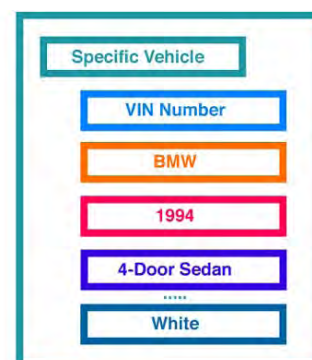 Specific Vehicle
VIN Number
BMW
1994
4-Door Sedan
.....
White